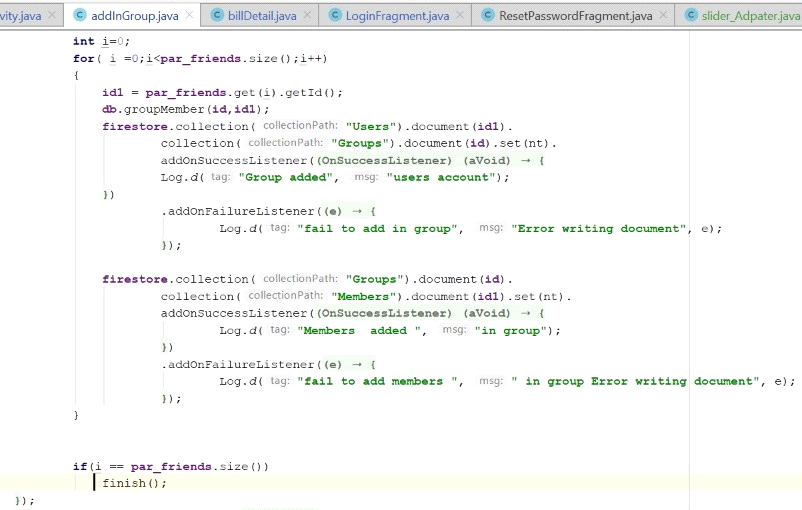 vity.java addInGroup.java billDetail.java LoginFragment.java ResetPasswordFragment.java slider_Adpater.java
int i=0;
for( i =0;i<par_friends.size();i++)
{
id1 = par_friends.get(i).getId();
db.groupMember(id,id1);
firestore.collection( collectionPath: "Users").document(id1).
collection( collectionPath: "Groups").document(id).set(nt).
addOnSuccessListener((OnSuccessListener) (aVoid) → {
Log.d( tag: "Group added", msg: "users account");
})
.addOnFailureListener((e) → {
Log.d( tag: "fail to add in group", msg: "Error writing document", e);
});
firestore.collection( collectionPath: "Groups").document(id).
collection( collectionPath: "Members").document(id1).set(nt).
addOnSuccessListener((OnSuccessListener) (aVoid) → {
Log.d( tag: "Members  added ", msg: "in group");
})
.addOnFailureListener((e) → {
Log.d( tag: "fail to add members ", msg: " in group Error writing document", e);
});
}
if(i == par_friends.size())
finish();
});